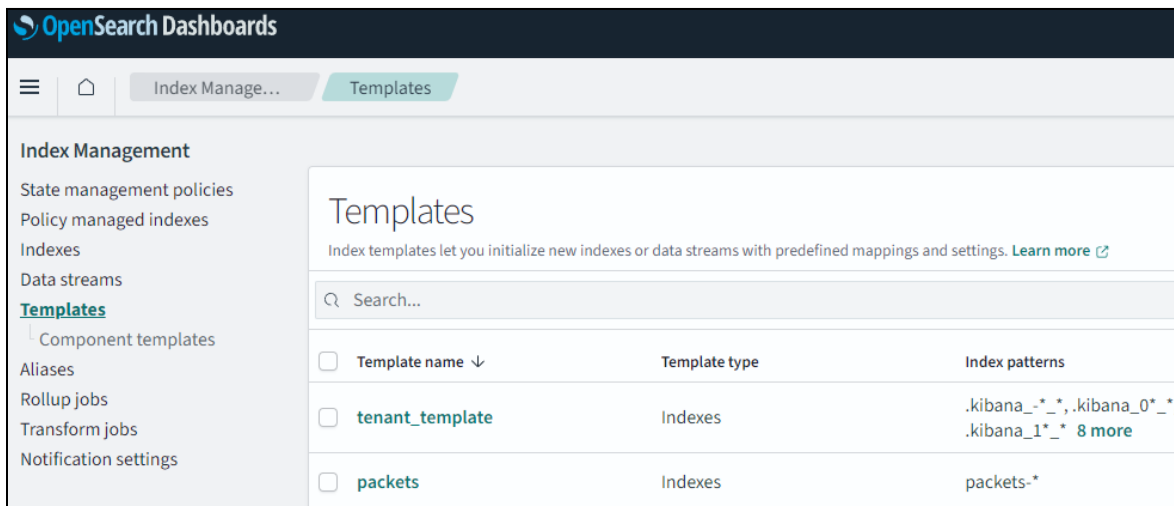 OpenSearch Dashboards
Index Manage...
Templates
Index Management
State management policies
Policy managed indexes
Indexes
Data streams
Templates
Component templates
Aliases
Rollup jobs
Transform jobs
Notification settings
Templates
Index templates let you initialize new indexes or data streams with predefined mappings and settings. Learn more
Search...
Template name Template type Index patterns
tenant_template Indexes .kibana_-*_*, .kibana_0*_*
.kibana_1*_* 8 more
packets Indexes packets-*